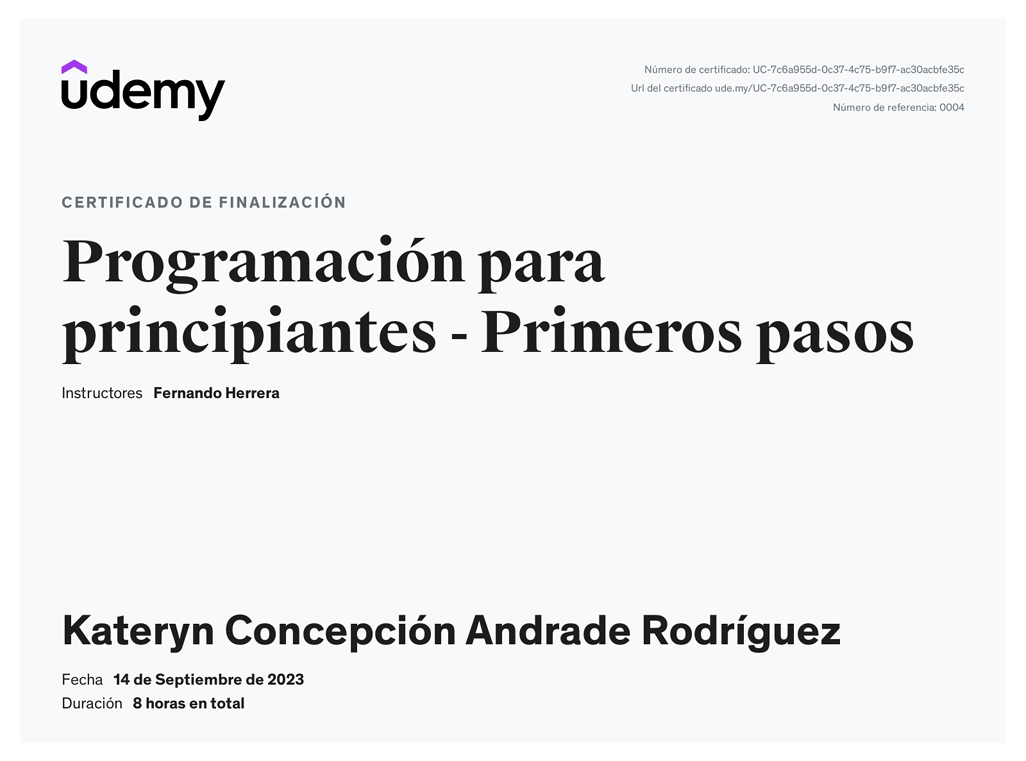 udemy
Número de certificado: UC-7c6a955d-0c37-4c75-b9f7-ac30acbfe35c
Url del certificado ude.my/UC-7c6a955d-0c37-4c75-b9f7-ac30acbfe35c
Número de referencia: 0004
CERTIFICADO DE FINALIZACIÓN
Programación para
principiantes - Primeros pasos
Instructores Fernando Herrera
Kateryn Concepción Andrade Rodríguez
Fecha 14 de Septiembre de 2023
Duración 8 horas en total